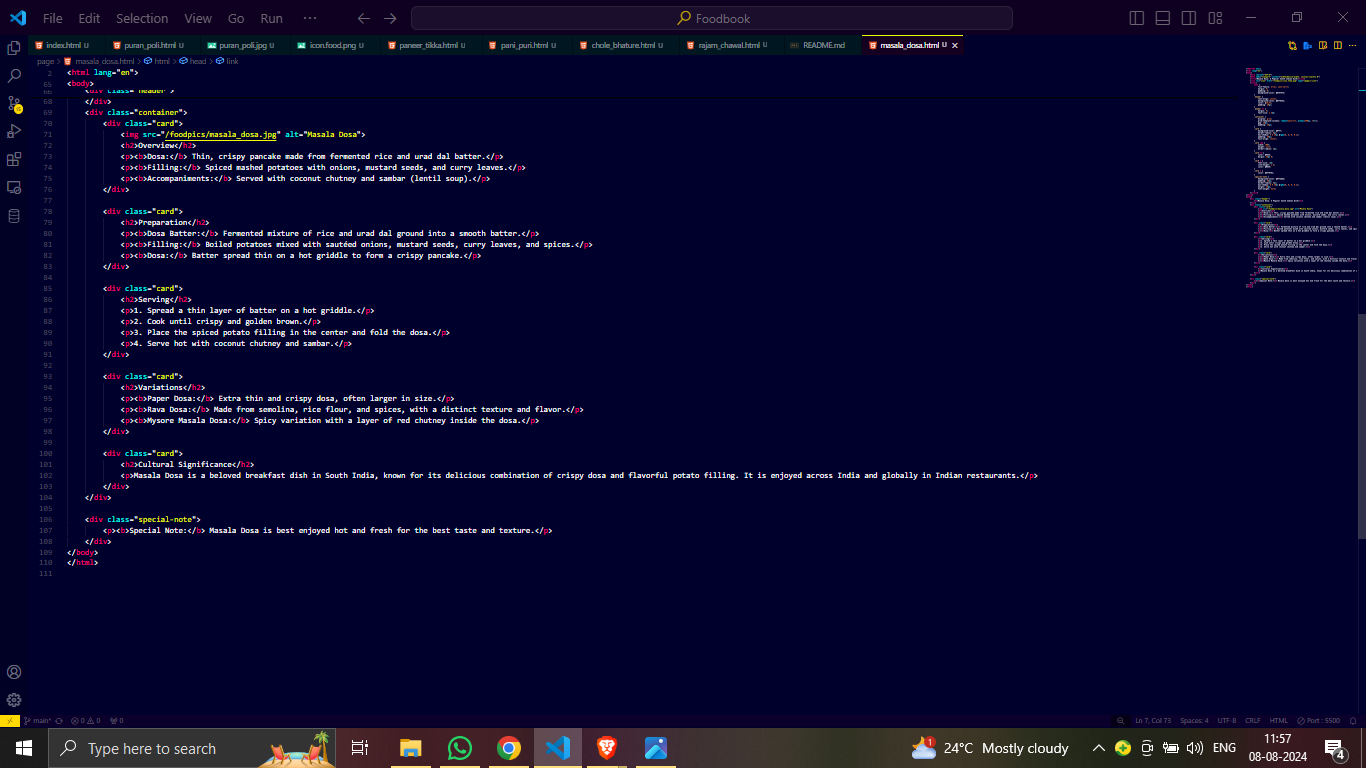 File Edit Selection View Go Run ··· Foodbook
index.html U puran_poli.html U puran_poli.jpg U icon.food.png U paneer_tikka.html U pani_puri.html U chole_bhature.html U rajam_chawal.html U README.md masala_dosa.html U
page > masala_dosa.html > html > head > link
2 <html lang="en">
65 <body>
66 <div class="header">
68 </div>
69 <div class="container">
70 <div class="card">
71 <img src="/foodpics/masala_dosa.jpg" alt="Masala Dosa">
72 <h2>Overview</h2>
73 <p><b>Dosa:</b> Thin, crispy pancake made from fermented rice and urad dal batter.</p>
74 <p><b>Filling:</b> Spiced mashed potatoes with onions, mustard seeds, and curry leaves.</p>
75 <p><b>Accompaniments:</b> Served with coconut chutney and sambar (lentil soup).</p>
76 </div>
77
78 <div class="card">
79 <h2>Preparation</h2>
80 <p><b>Dosa Batter:</b> Fermented mixture of rice and urad dal ground into a smooth batter.</p>
81 <p><b>Filling:</b> Boiled potatoes mixed with sautéed onions, mustard seeds, curry leaves, and spices.</p>
82 <p><b>Dosa:</b> Batter spread thin on a hot griddle to form a crispy pancake.</p>
83 </div>
84
85 <div class="card">
86 <h2>Serving</h2>
87 <p>1. Spread a thin layer of batter on a hot griddle.</p>
88 <p>2. Cook until crispy and golden brown.</p>
89 <p>3. Place the spiced potato filling in the center and fold the dosa.</p>
90 <p>4. Serve hot with coconut chutney and sambar.</p>
91 </div>
92
93 <div class="card">
94 <h2>Variations</h2>
95 <p><b>Paper Dosa:</b> Extra thin and crispy dosa, often larger in size.</p>
96 <p><b>Rava Dosa:</b> Made from semolina, rice flour, and spices, with a distinct texture and flavor.</p>
97 <p><b>Mysore Masala Dosa:</b> Spicy variation with a layer of red chutney inside the dosa.</p>
98 </div>
99
100 <div class="card">
101 <h2>Cultural Significance</h2>
102 <p>Masala Dosa is a beloved breakfast dish in South India, known for its delicious combination of crispy dosa and flavorful potato filling. It is enjoyed across India and globally in Indian restaurants.</p>
103 </div>
104 </div>
105
106 <div class="special-note">
107 <p><b>Special Note:</b> Masala Dosa is best enjoyed hot and fresh for the best taste and texture.</p>
108 </div>
109 </body>
110 </html>
111
main* 0 0 0 Ln 7, Col 73 Spaces: 4 UTF-8 CRLF HTML Port : 5500
Type here to search 1 24°C Mostly cloudy ENG 11:57
08-08-2024 4